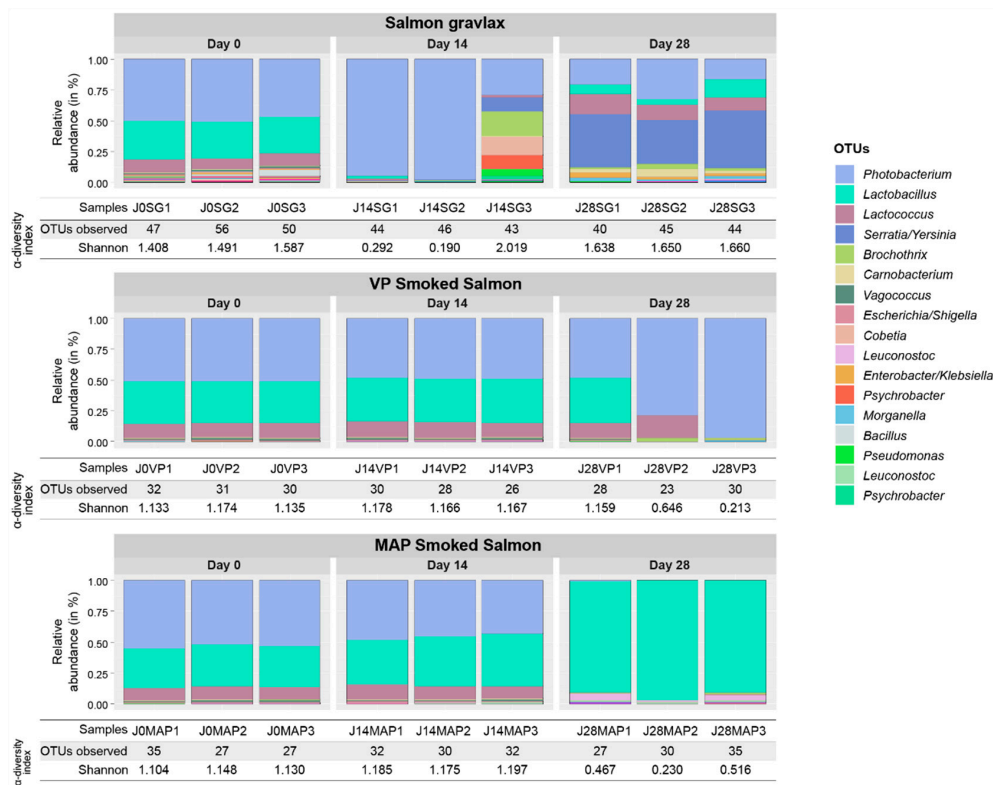 Salmon gravlax
Day 0 Day 14 Day 28
Relative
abundance (in %)
1.00
0.75
0.50
0.25
0.00
Samples J0SG1 J0SG2 J0SG3 J14SG1 J14SG2 J14SG3 J28SG1 J28SG2 J28SG3
α-diversity
index
OTUs observed 47 56 50 44 46 43 40 45 44
Shannon 1.408 1.491 1.587 0.292 0.190 2.019 1.638 1.650 1.660
VP Smoked Salmon
Day 0 Day 14 Day 28
Relative
abundance (in %)
1.00
0.75
0.50
0.25
0.00
Samples J0VP1 J0VP2 J0VP3 J14VP1 J14VP2 J14VP3 J28VP1 J28VP2 J28VP3
α-diversity
index
OTUs observed 32 31 30 30 28 26 28 23 30
Shannon 1.133 1.174 1.135 1.178 1.166 1.167 1.159 0.646 0.213
MAP Smoked Salmon
Day 0 Day 14 Day 28
Relative
abundance (in %)
1.00
0.75
0.50
0.25
0.00
Samples J0MAP1 J0MAP2 J0MAP3 J14MAP1 J14MAP2 J14MAP3 J28MAP1 J28MAP2 J28MAP3
α-diversity
index
OTUs observed 35 27 27 32 30 32 27 30 35
Shannon 1.104 1.148 1.130 1.185 1.175 1.197 0.467 0.230 0.516
OTUs
Photobacterium
Lactobacillus
Lactococcus
Serratia/Yersinia
Brochothrix
Carnobacterium
Vagococcus
Escherichia/Shigella
Cobetia
Leuconostoc
Enterobacter/Klebsiella
Psychrobacter
Morganella
Bacillus
Pseudomonas
Leuconostoc
Psychrobacter